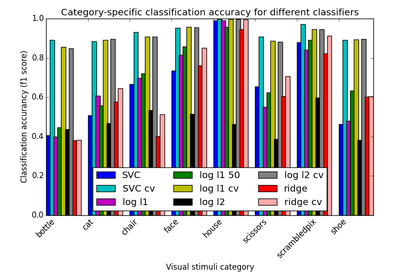 Category-specific classification accuracy for different classifiers
Classification accurancy (f1 score)
1.0
0.8
0.6
0.4
0.2
0.0
SVC
SVC cv
log l1
log l1 50
log l1 cv
log l2
log l2 cv
ridge
ridge cv
bottle
cat
chair
face
house
scissors
scrambledpix
shoe
Visual stimuli category